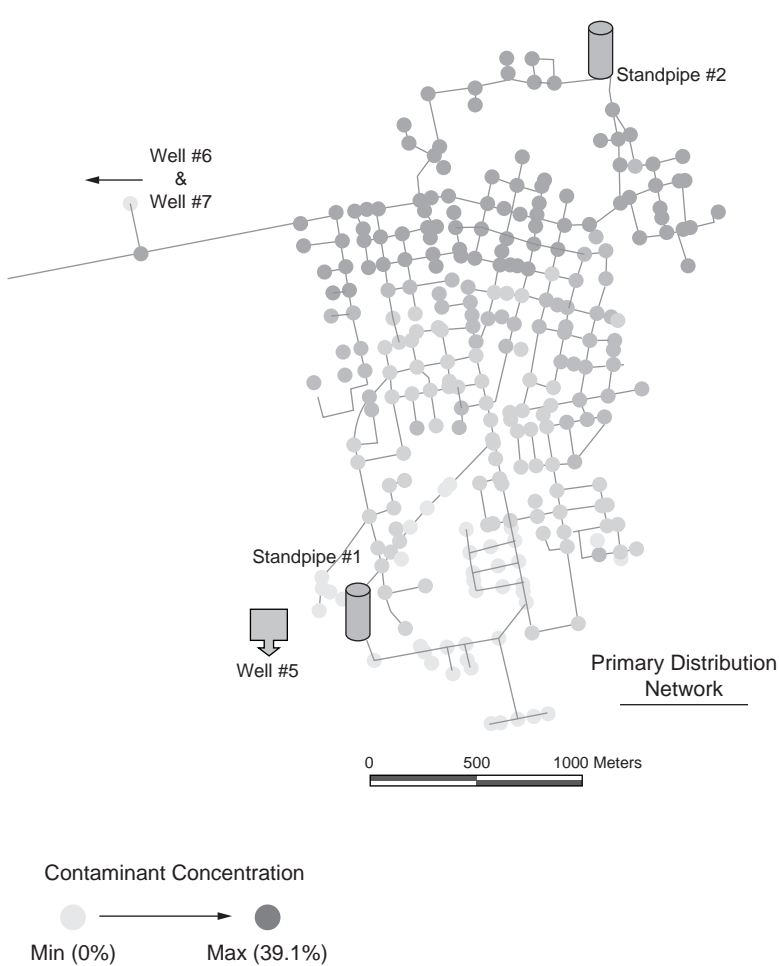 Standpipe #2
Well #6
&
Well #7
Standpipe #1
Well #5
Primary Distribution
Network
0 500 1000 Meters
Contaminant Concentration
Min (0%) Max (39.1%)